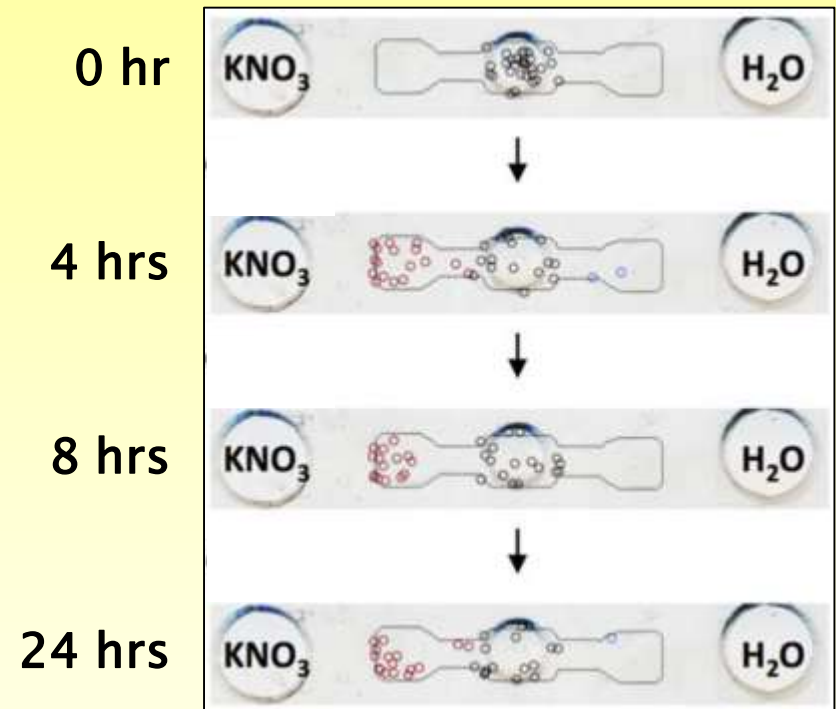 0 hr
KNO₃
H₂O
4 hrs
KNO₃
H₂O
8 hrs
KNO₃
H₂O
24 hrs
KNO₃
H₂O